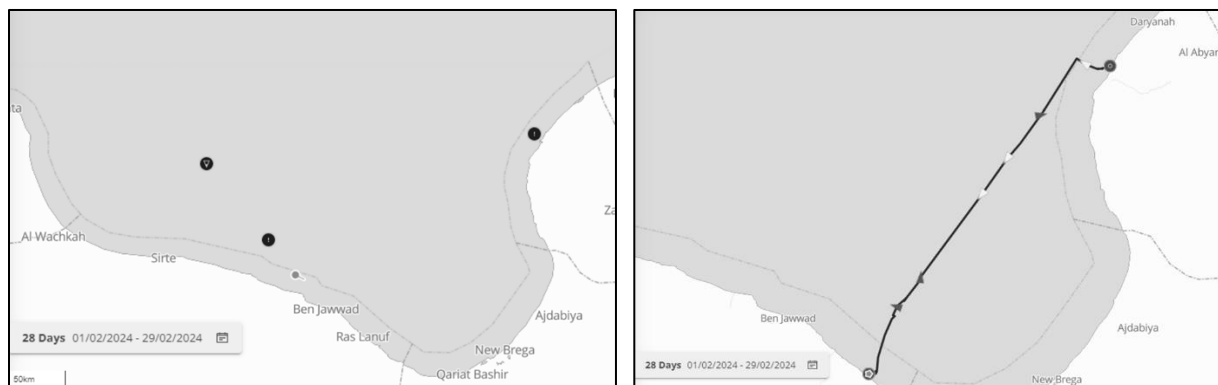 Al Wachkah
Sirte
Ben Jawwad
Ras Lanuf
Ajdabiya
New Brega
Qariat Bashir
28 Days 01/02/2024 - 29/02/2024
50km
Daryanah
Al Abyar
Ben Jawwad
Ajdabiya
New Brega
28 Days 01/02/2024 - 29/02/2024